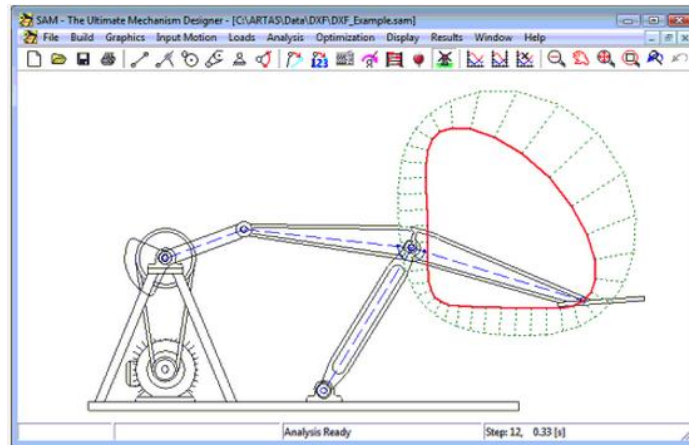 SAM - The Ultimate Mechanism Designer - [C:\ARTAS\Data\DXF\DXF_Example.sam]
File Build Graphics Input Motion Loads Analysis Optimization Display Results Window Help
123
Analysis Ready
Step: 12, 0.33 [s]